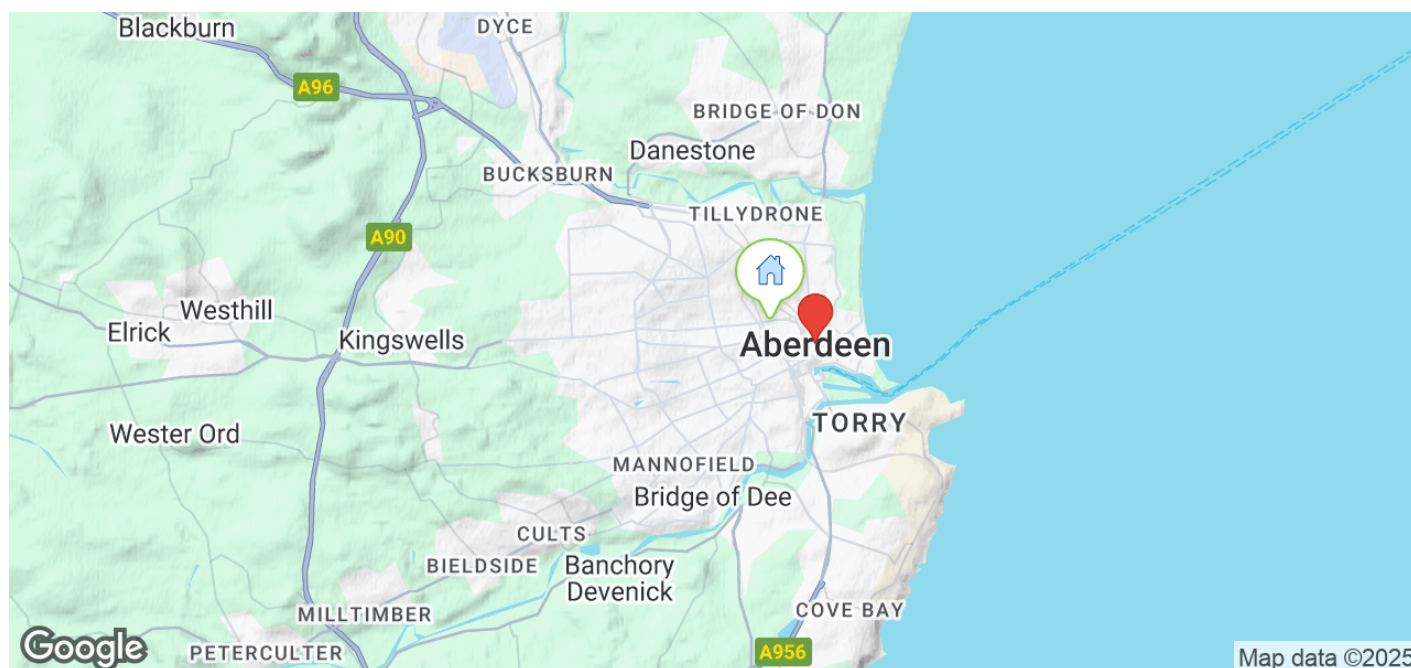 Blackburn
DYCE
A96
BRIDGE OF DON
Danestone
BUCKSBURN
TILLYDRONE
A90
Westhill
Elrick
Kingswells
Aberdeen
TORRY
Wester Ord
MANNOFIELD
Bridge of Dee
CULTS
BIELDSIDE
Banchory
Devenick
MILLTIMBER
COVE BAY
Google
PETERCULTER
A956
Map data ©2025